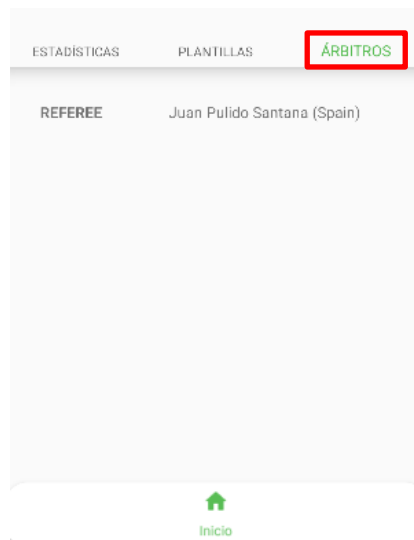 ESTADÍSTICAS PLANTILLAS ÁRBITROS
REFEREE Juan Pulido Santana (Spain)
Inicio